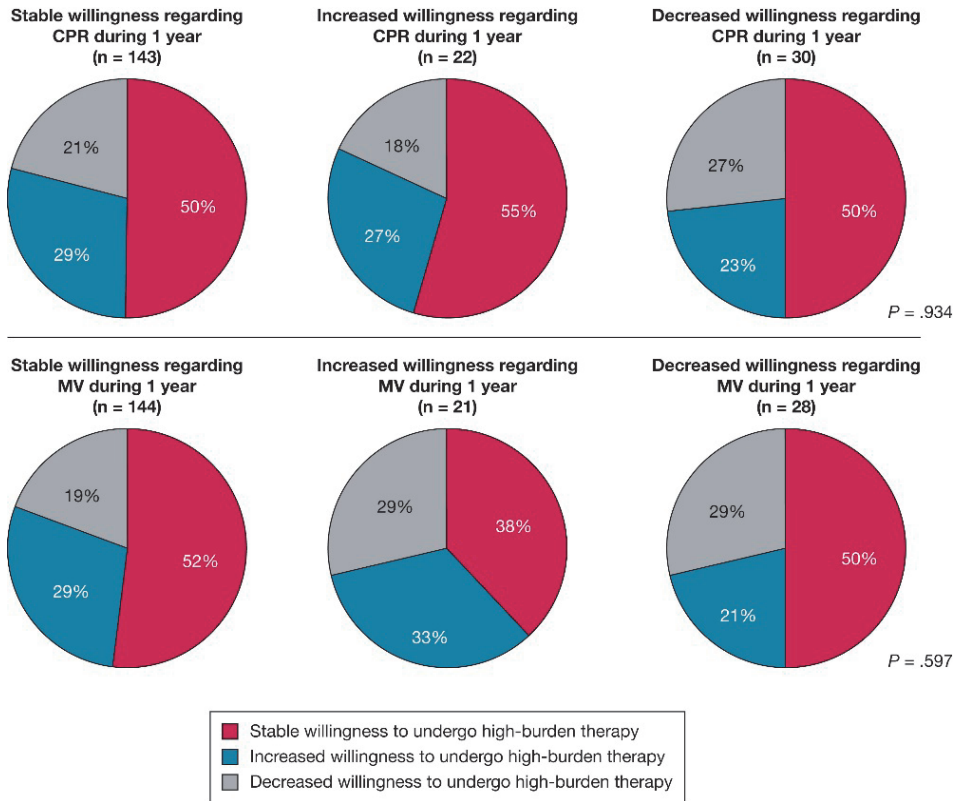 Stable willingness regarding
CPR during 1 year
(n = 143)
Increased willingness regarding
CPR during 1 year
(n = 22)
Decreased willingness regarding
CPR during 1 year
(n = 30)
21%
50%
29%
18%
55%
27%
27%
50%
23%
P = .934
Stable willingness regarding
MV during 1 year
(n = 144)
Increased willingness regarding
MV during 1 year
(n = 21)
Decreased willingness regarding
MV during 1 year
(n = 28)
19%
52%
29%
29%
38%
33%
29%
50%
21%
P = .597
Stable willingness to undergo high-burden therapy
Increased willingness to undergo high-burden therapy
Decreased willingness to undergo high-burden therapy